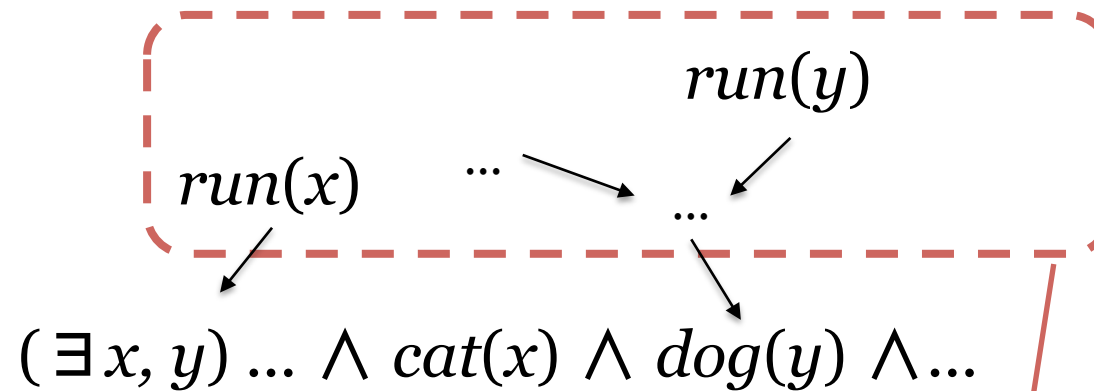 run(y)
run(x) ...
...
( ∃ x, y) ... ∧ cat(x) ∧ dog(y) ∧...